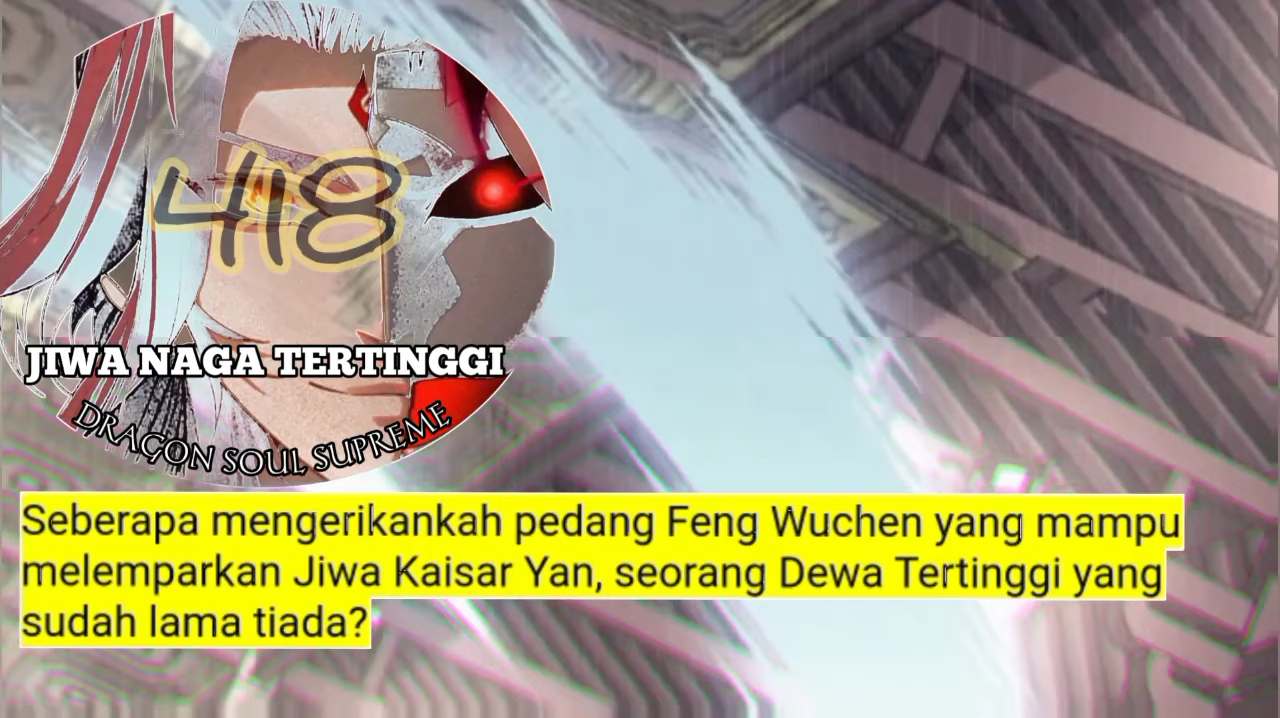 418
JIWA NAGA TERTINGGI
DRAGON SOUL SUPREME
Seberapa mengerikankah pedang Feng Wuchen yang mampu
melemparkan Jiwa Kaisar Yan, seorang Dewa Tertinggi yang
sudah lama tiada?